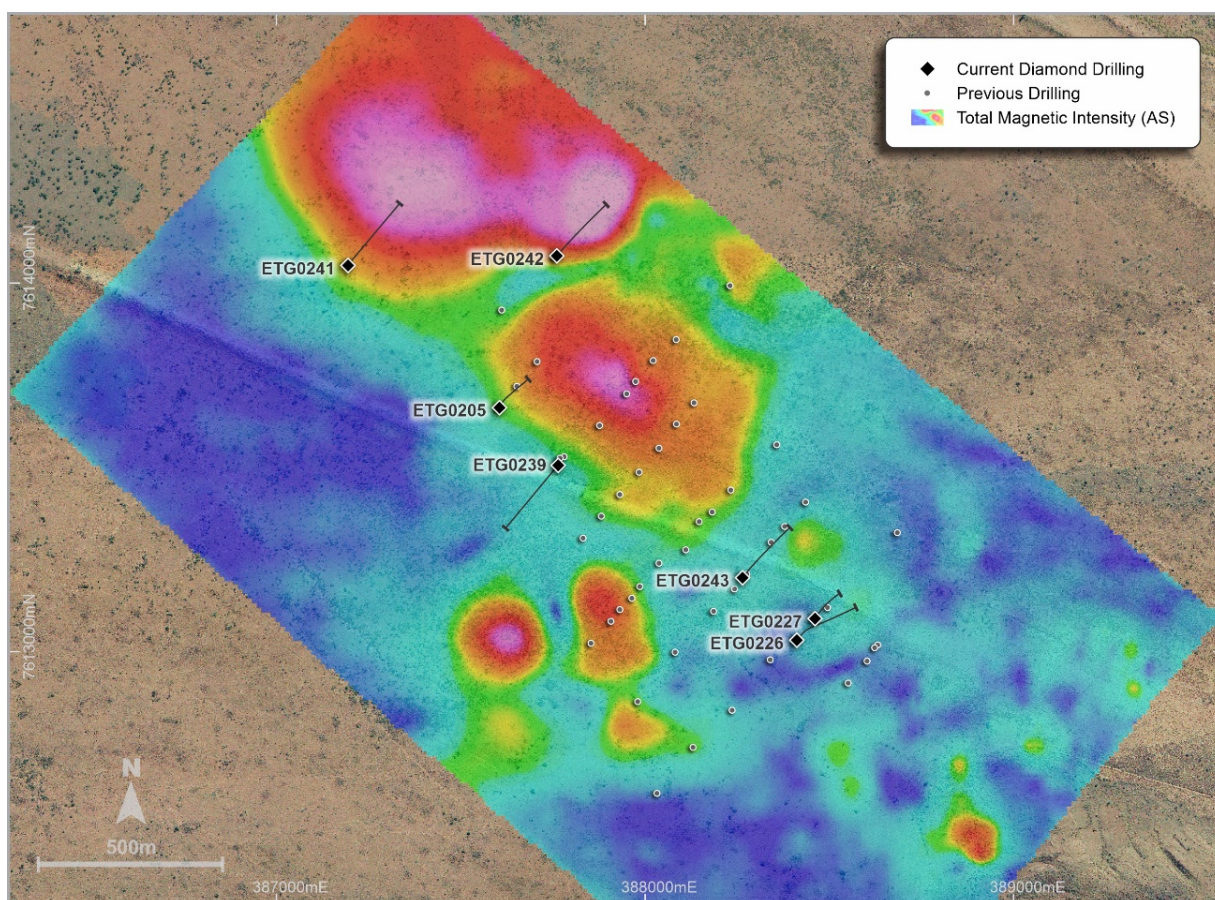 Current Diamond Drilling
Previous Drilling
Total Magnetic Intensity (AS)
ETG0241
ETG0242
7614000mN
ETG0205
ETG0239
ETG0243
ETG0227
ETG0226
7613000mN
N
500m
387000mE
388000mE
389000mE